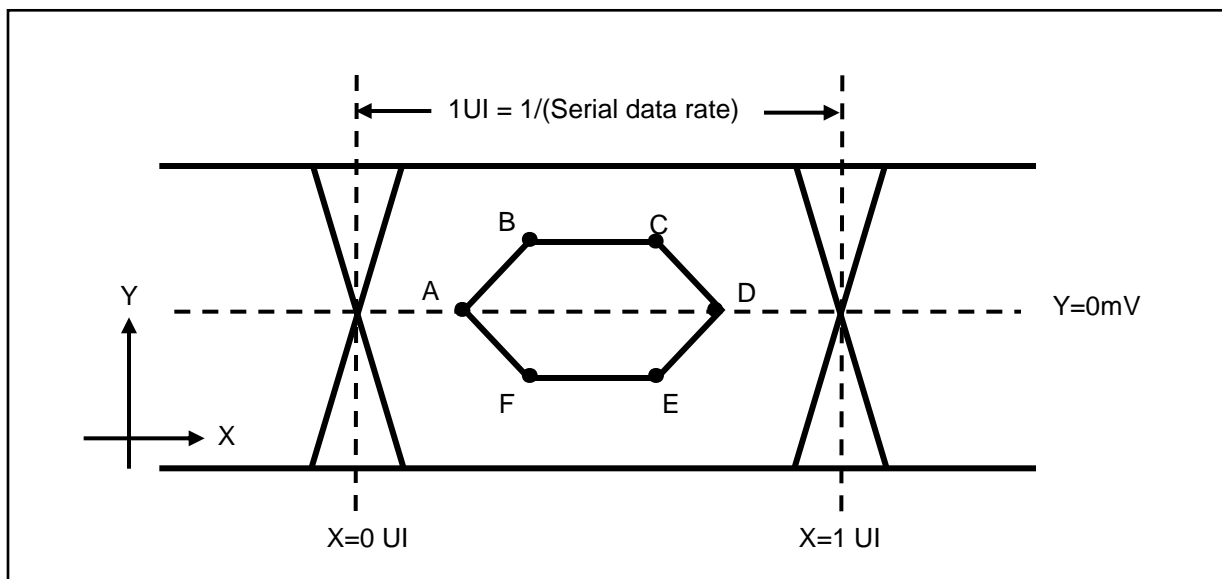 1UI = 1/(Serial data rate)
B
C
A
D
Y
Y=0mV
F
E
X
X=0 UI
X=1 UI